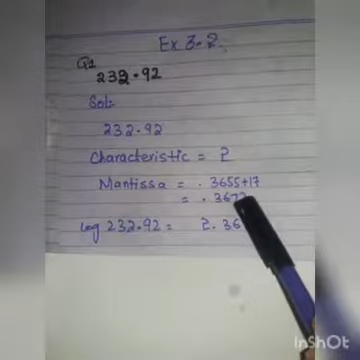 Ex 3.2
Q1
232.92
Sol:
232.92
Characteristic = 2
Mantissa = .3655+17
= .3672
log 232.92 = 2.36
InShOt